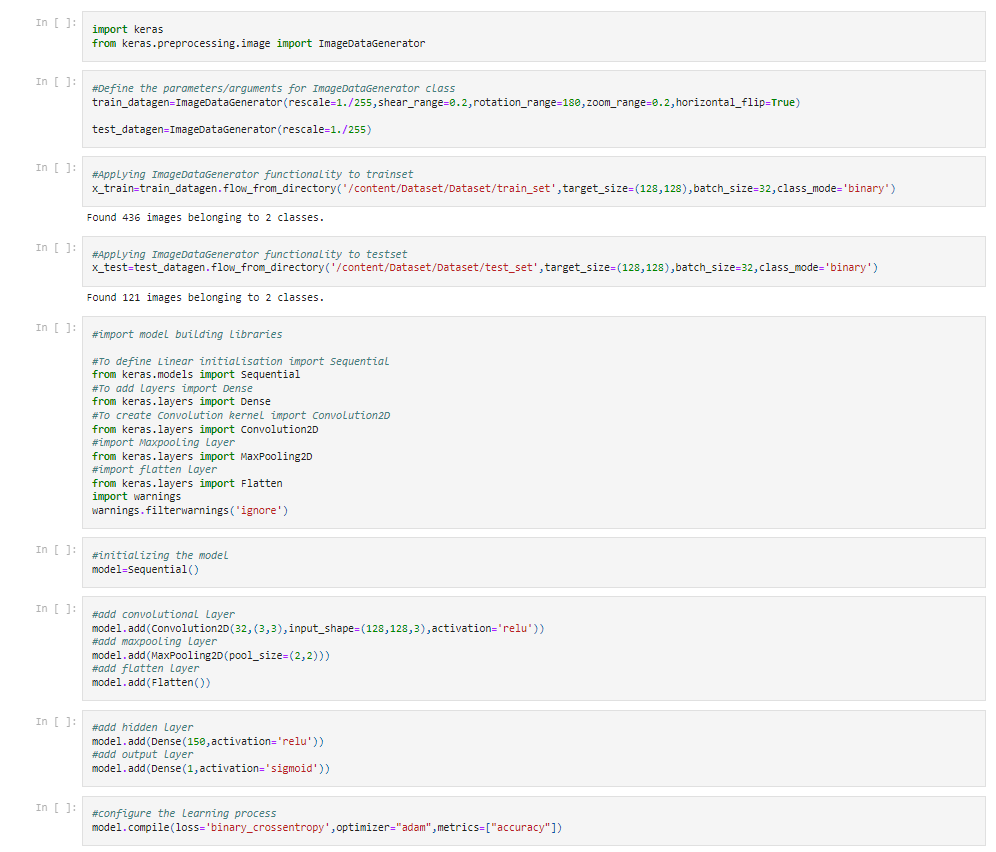 In [ ]:
import keras
from keras.preprocessing.image import ImageDataGenerator
In [ ]:
#Define the parameters/arguments for ImageDataGenerator class
train_datagen=ImageDataGenerator(rescale=1./255,shear_range=0.2,rotation_range=180,zoom_range=0.2,horizontal_flip=True)
test_datagen=ImageDataGenerator(rescale=1./255)
In [ ]:
#Applying ImageDataGenerator functionality to trainset
x_train=train_datagen.flow_from_directory('/content/Dataset/Dataset/train_set',target_size=(128,128),batch_size=32,class_mode='binary')
Found 436 images belonging to 2 classes.
In [ ]:
#Applying ImageDataGenerator functionality to testset
x_test=test_datagen.flow_from_directory('/content/Dataset/Dataset/test_set',target_size=(128,128),batch_size=32,class_mode='binary')
Found 121 images belonging to 2 classes.
In [ ]:
#import model building libraries
#To define Linear initialisation import Sequential
from keras.models import Sequential
#To add layers import Dense
from keras.layers import Dense
#To create Convolution kernel import Convolution2D
from keras.layers import Convolution2D
#import Maxpooling layer
from keras.layers import MaxPooling2D
#import flatten layer
from keras.layers import Flatten
import warnings
warnings.filterwarnings('ignore')
In [ ]:
#initializing the model
model=Sequential()
In [ ]:
#add convolutional layer
model.add(Convolution2D(32,(3,3),input_shape=(128,128,3),activation='relu'))
#add maxpooling layer
model.add(MaxPooling2D(pool_size=(2,2)))
#add flatten layer
model.add(Flatten())
In [ ]:
#add hidden layer
model.add(Dense(150,activation='relu'))
#add output layer
model.add(Dense(1,activation='sigmoid'))
In [ ]:
#configure the learning process
model.compile(loss='binary_crossentropy',optimizer="adam",metrics=["accuracy"])